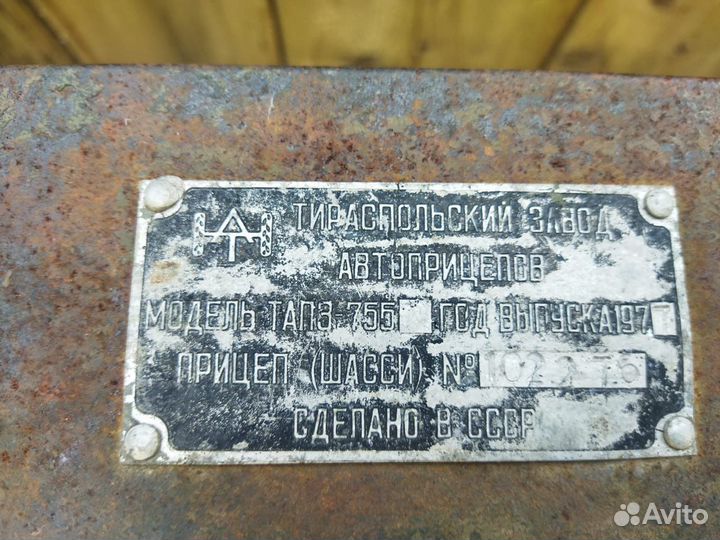 ТИРАСПОЛЬСКИЙ ЗАВОД
АВТОПРИЦЕПОВ
МОДЕЛЬ ТАПЗ-755 ГОД ВЫПУСКА 197
ПРИЦЕП (ШАССИ) №
СДЕЛАНО В СССР
Avito